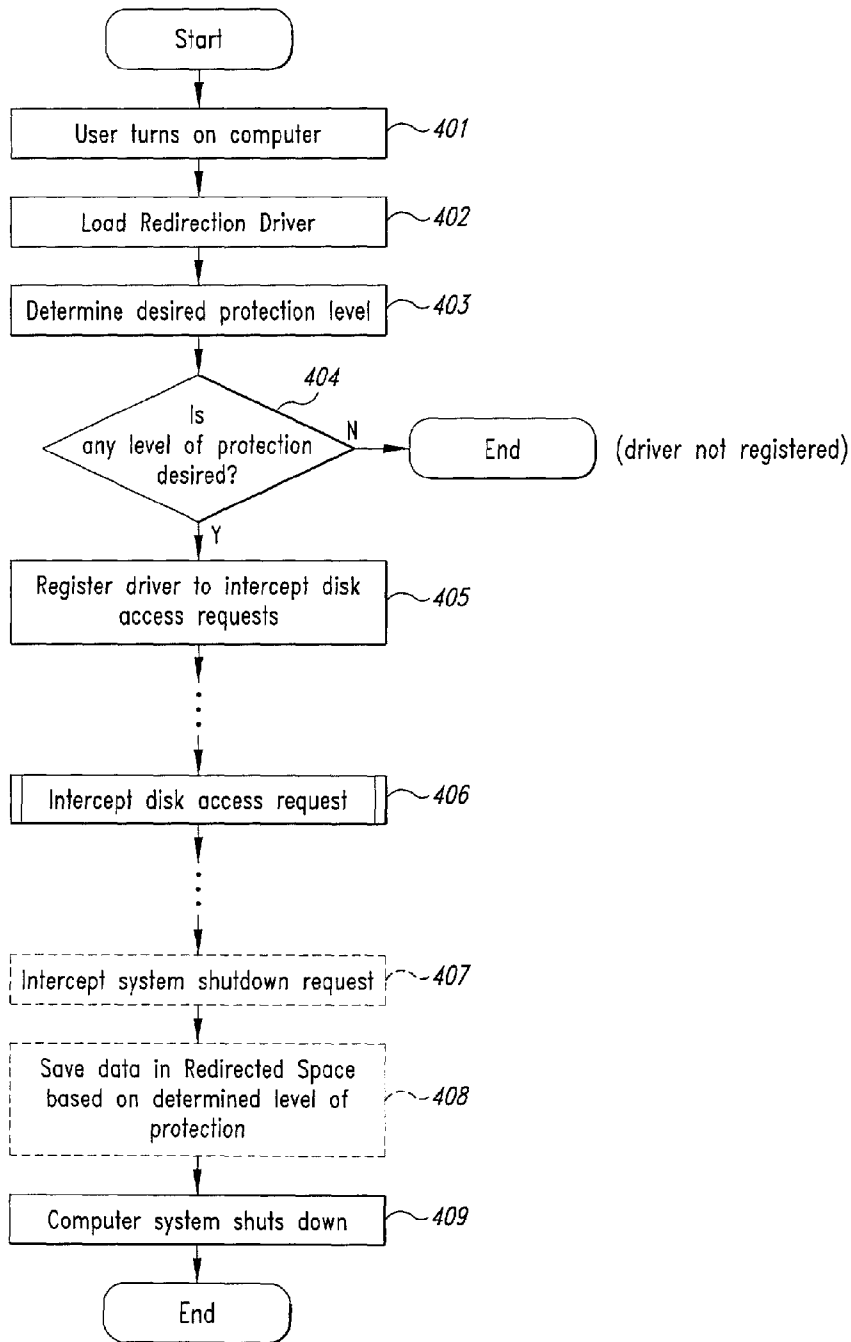 Start
User turns on computer
401
Load Redirection Driver
402
Determine desired protection level
403
404
Is
any level of protection
desired?
N
End
(driver not registered)
Y
Register driver to intercept disk
access requests
405
Intercept disk access request
406
Intercept system shutdown request
407
Save data in Redirected Space
based on determined level of
protection
408
Computer system shuts down
409
End